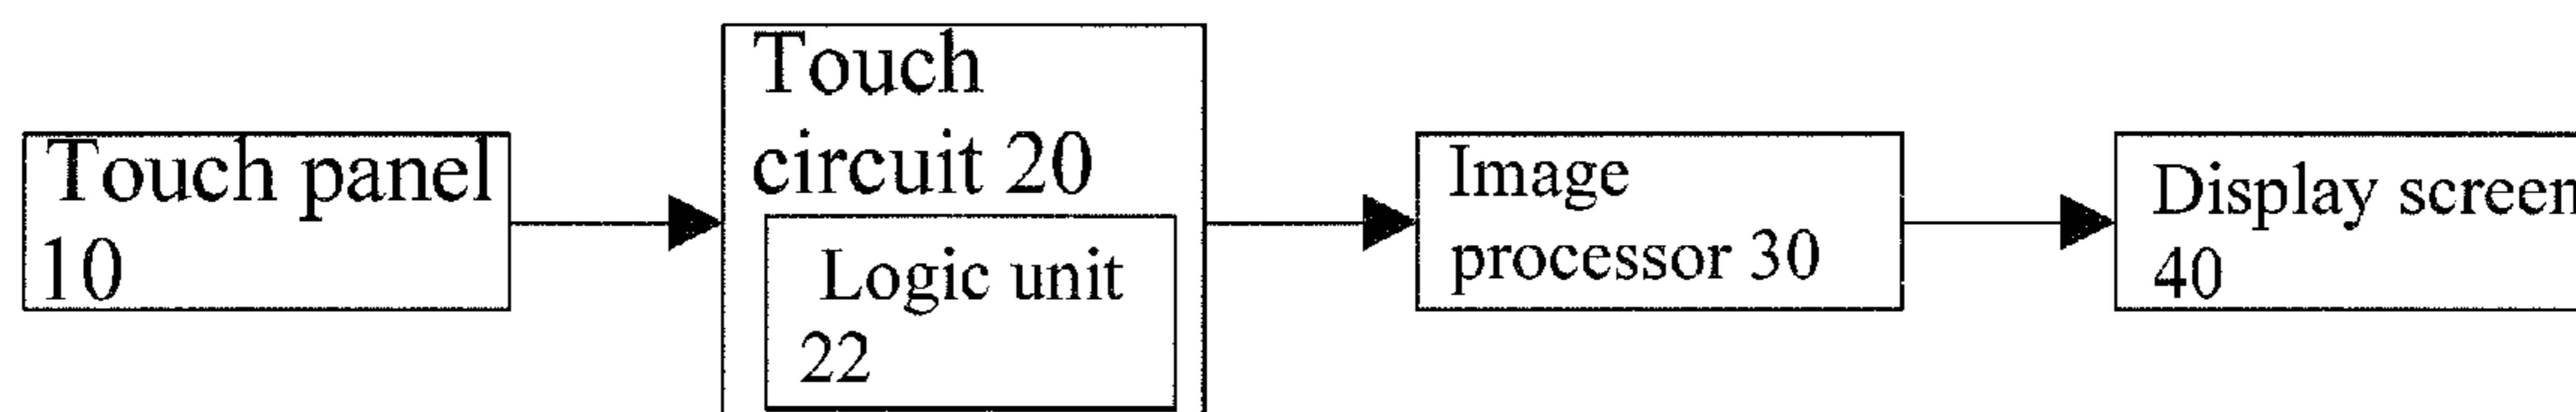 Touch panel
10
Touch
circuit 20
Logic unit
22
Image
processor 30
Display screen
40